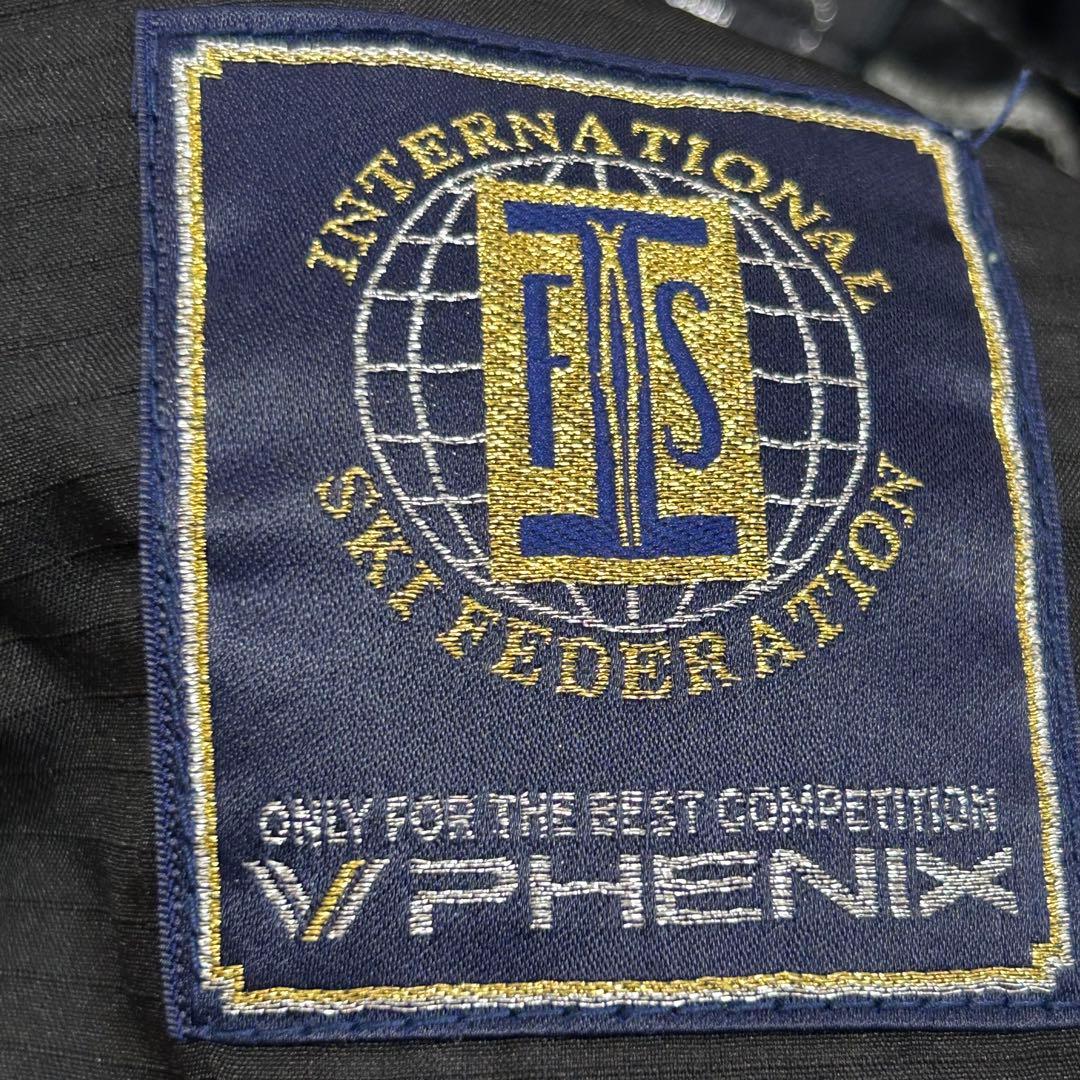 INTERNATIONAL
FIS
SKI FEDERATION
ONLY FOR THE BEST COMPETITION
PHENIX